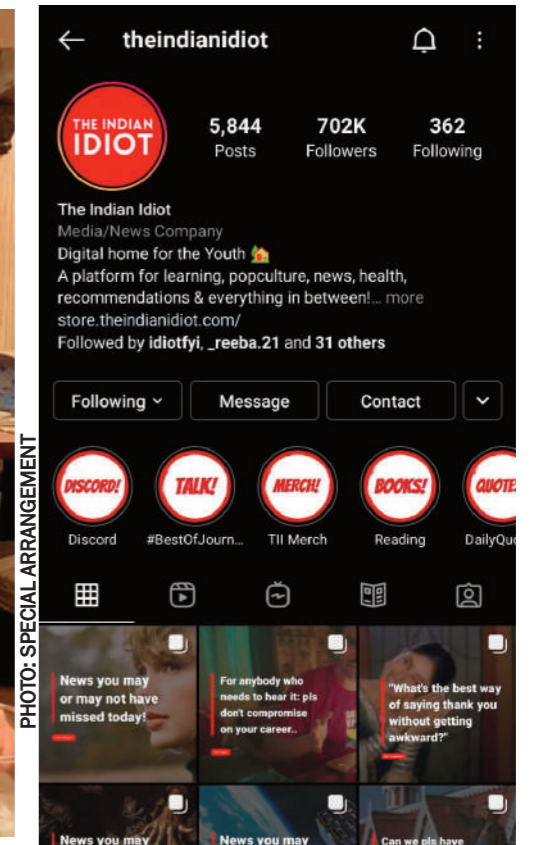 theindianidiot
THE INDIAN
IDIOT
5,844
Posts
702K
Followers
362
Following
The Indian Idiot
Media/News Company
Digital home for the Youth 🏡
A platform for learning, popculture, news, health,
recommendations & everything in between!... more
store.theindianidiot.com/
Followed by idiotfyi, _reeba.21 and 31 others
Following
Message
Contact
DISCORD!
TALK!
MERCH!
BOOKS!
QUOTE
Discord
#BestOfJourn...
TII Merch
Reading
DailyQuo
PHOTO: SPECIAL ARRANGEMENT
News you may
or may not have
missed today!
For anybody who
needs to hear it: pls
don't compromise
on your career..
"What's the best way
of saying thank you
without getting
awkward?"
News you may
News you may
Can we pls have